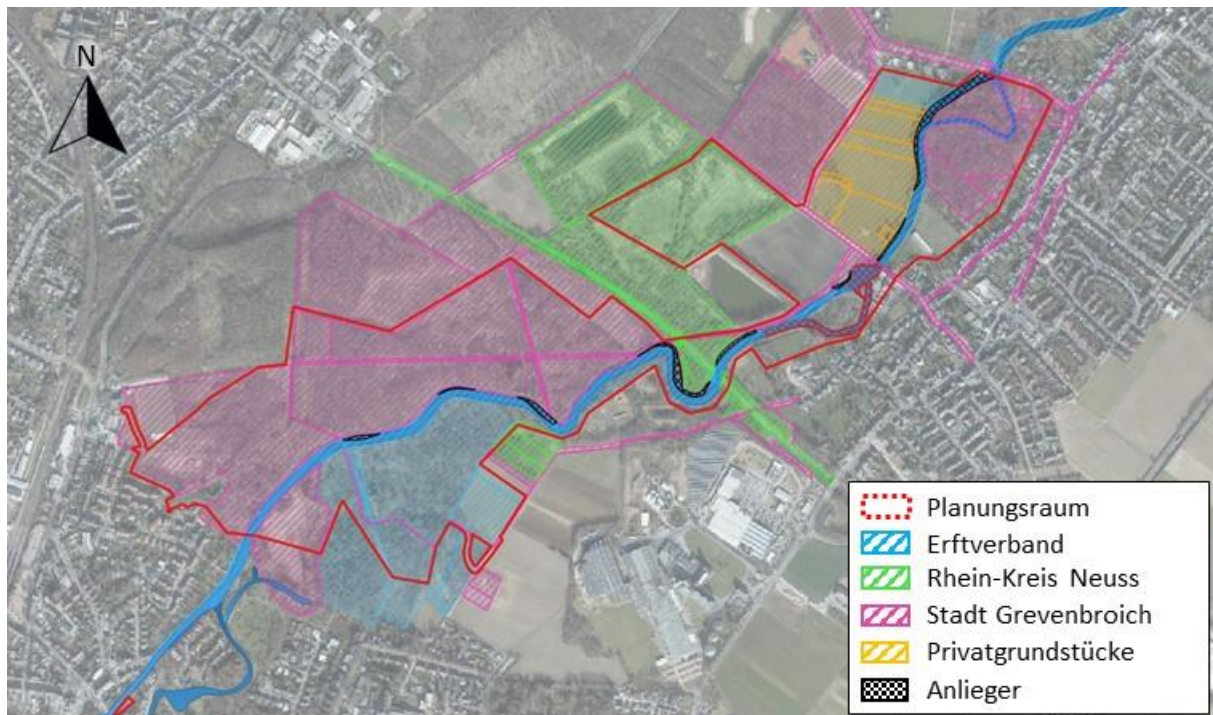 N
Planungsraum
Erftverband
Rhein-Kreis Neuss
Stadt Grevenbroich
Privatgrundstücke
Anlieger